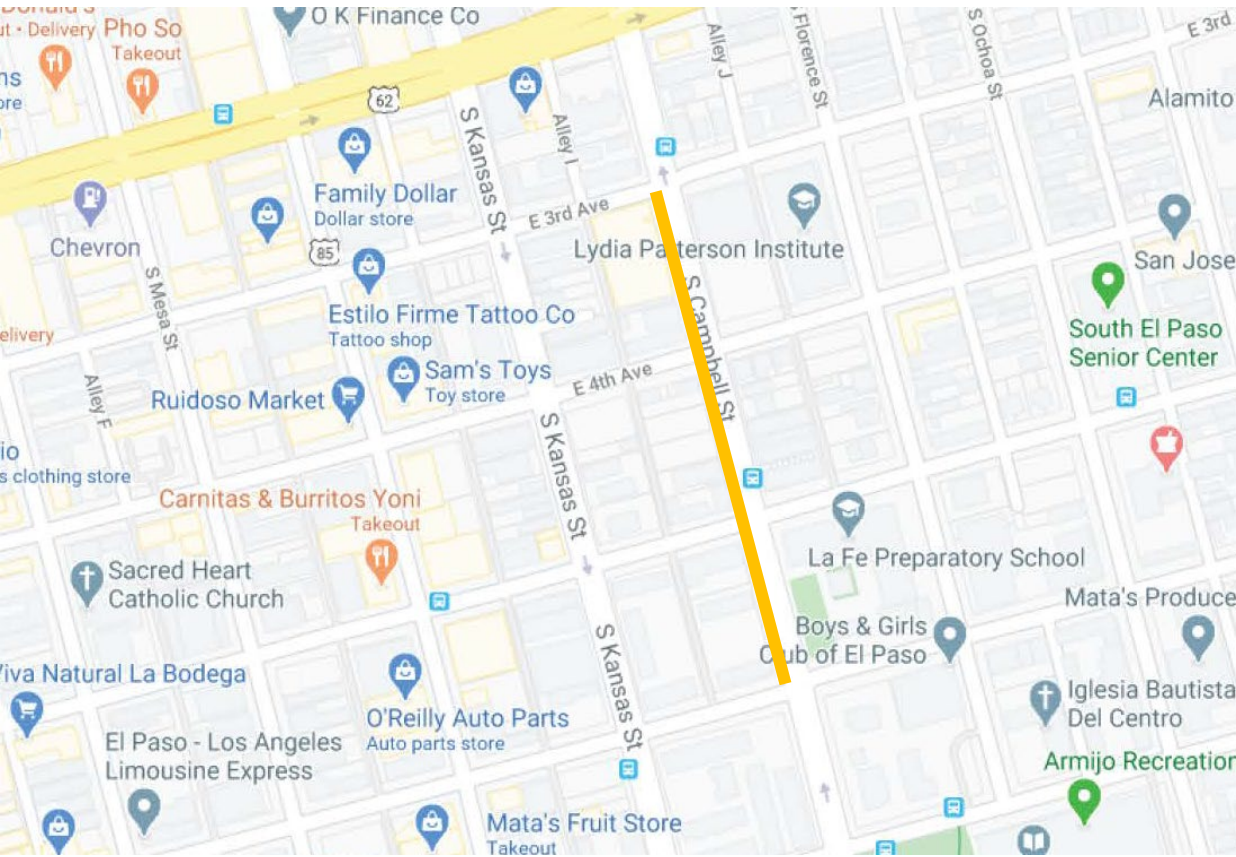 ut • Delivery
Pho So
Takeout
O K Finance Co
62
Alley J
S Florence St
S Ochoa St
E 3rd
Alamito
S Kansas St
Alley I
Family Dollar
Dollar store
E 3rd Ave
Chevron
85
Lydia Patterson Institute
San Jose
S Mesa St
Estilo Firme Tattoo Co
Tattoo shop
S Campbell St
South El Paso
Senior Center
elivery
Alley F
Ruidoso Market
Sam's Toys
Toy store
E 4th Ave
io
s clothing store
S Kansas St
Carnitas & Burritos Yoni
Takeout
La Fe Preparatory School
Sacred Heart
Catholic Church
Mata's Produce
Boys & Girls
Club of El Paso
S Kansas St
Viva Natural La Bodega
O'Reilly Auto Parts
Auto parts store
Iglesia Bautista
Del Centro
El Paso - Los Angeles
Limousine Express
Armijo Recreation
Mata's Fruit Store
Takeout